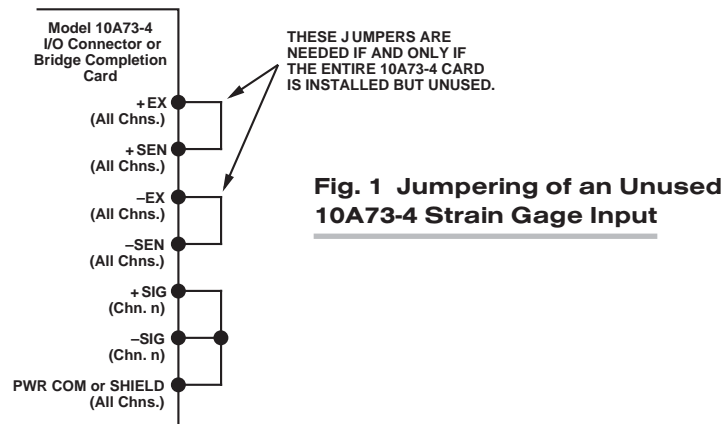 Model 10A73-4
I/O Connector or
Bridge Completion
Card
THESE JUMPERS ARE
NEEDED IF AND ONLY IF
THE ENTIRE 10A73-4 CARD
IS INSTALLED BUT UNUSED.
+EX
(All Chns.)
+SEN
(All Chns.)
–EX
(All Chns.)
–SEN
(All Chns.)
+SIG
(Chn. n)
–SIG
(Chn. n)
PWR COM or SHIELD
(All Chns.)
Fig. 1 Jumpering of an Unused
10A73-4 Strain Gage Input